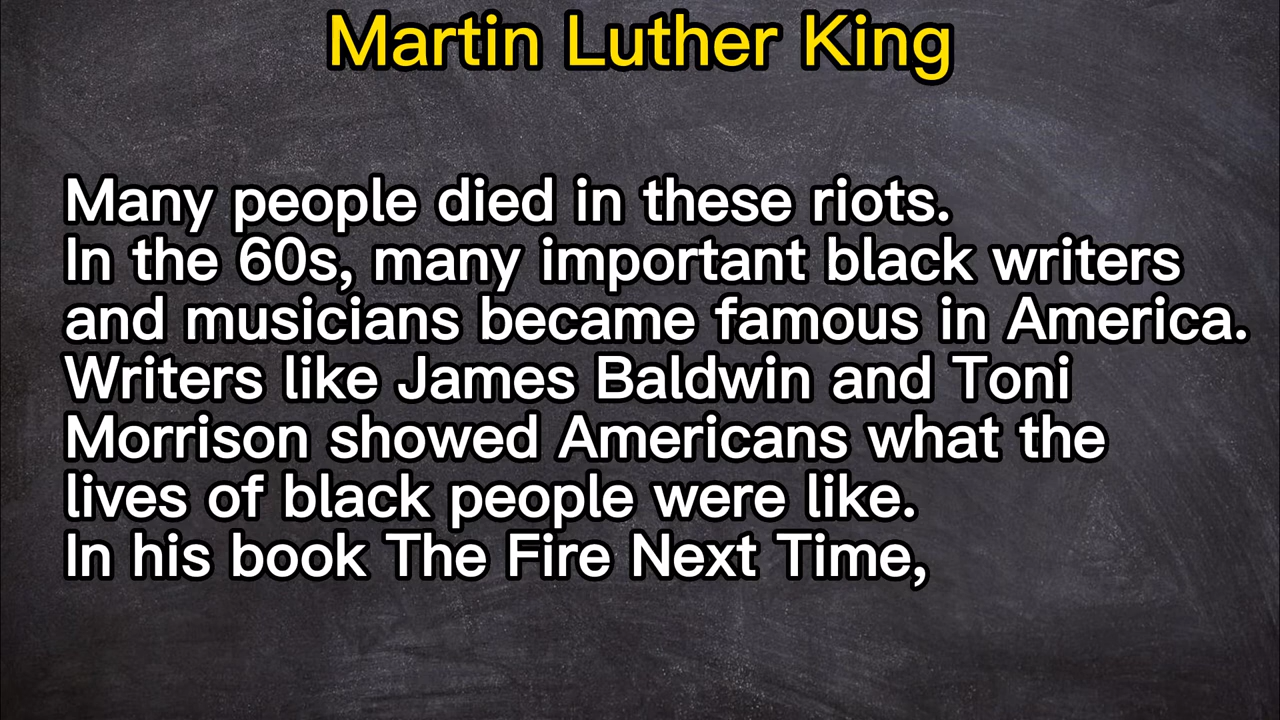 Martin Luther King
Many people died in these riots.
In the 60s, many important black writers
and musicians became famous in America.
Writers like James Baldwin and Toni
Morrison showed Americans what the
lives of black people were like.
In his book The Fire Next Time,